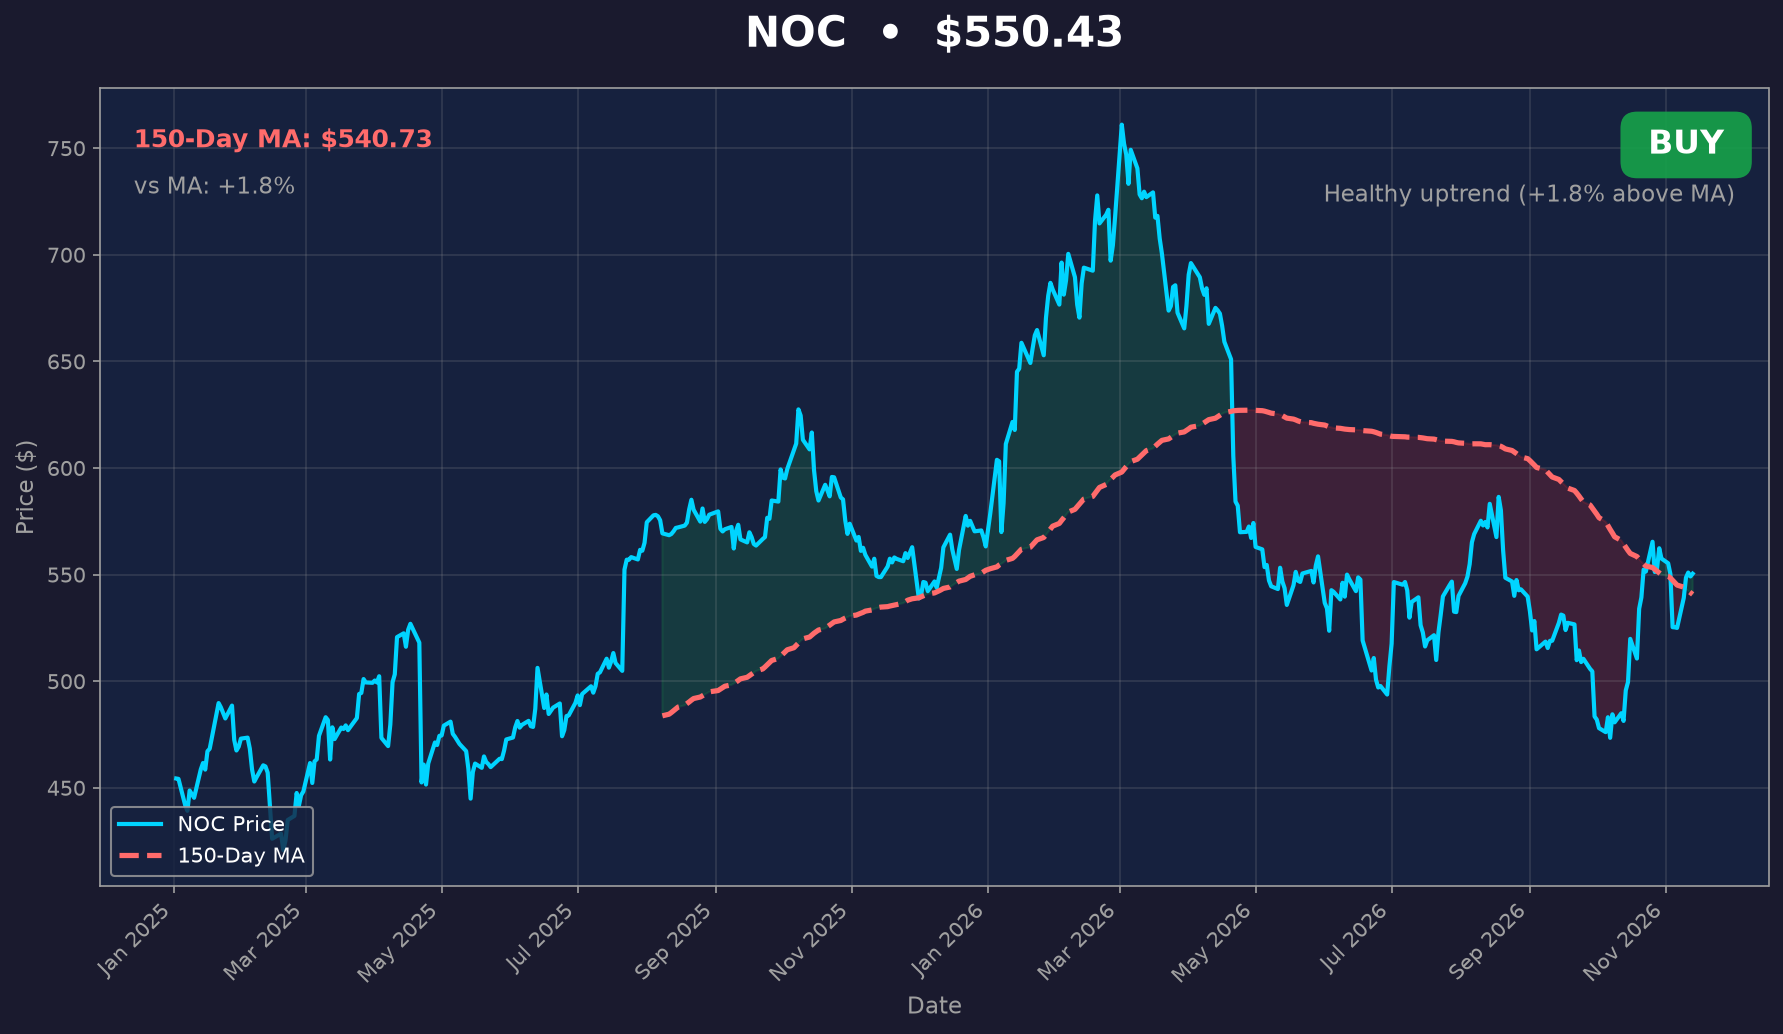 NOC • $550.43
150-Day MA: $540.73
vs MA: +1.8%
BUY
Healthy uptrend (+1.8% above MA)
Price ($)
750
700
650
600
550
500
450
NOC Price
150-Day MA
Jan 2025
Mar 2025
May 2025
Jul 2025
Sep 2025
Nov 2025
Jan 2026
Mar 2026
May 2026
Jul 2026
Sep 2026
Nov 2026
Date